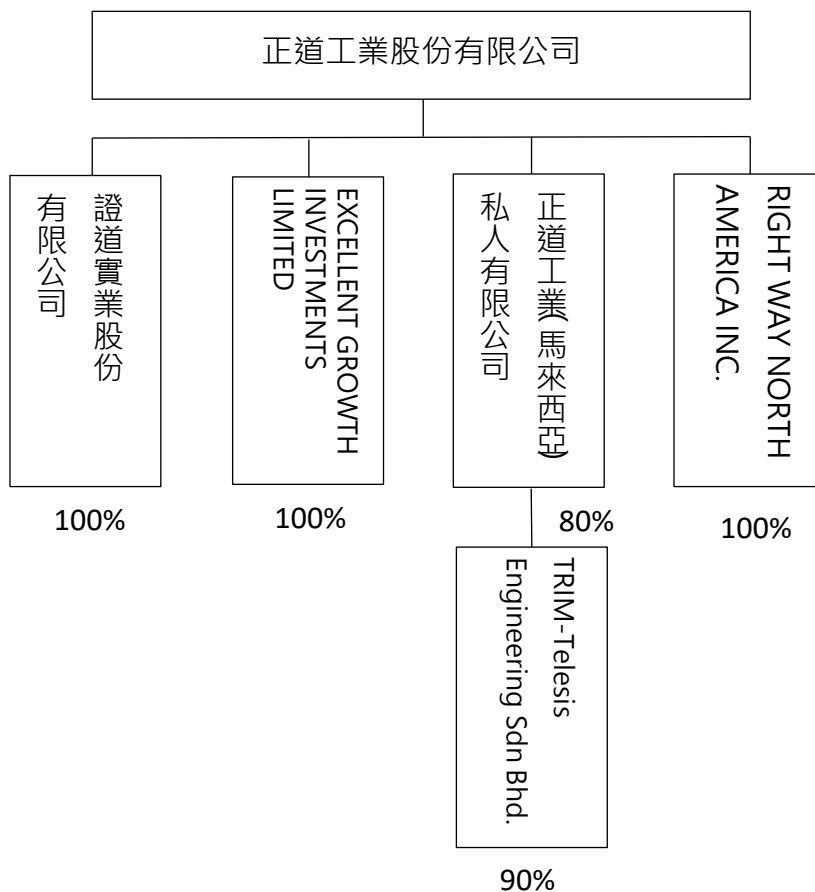 正道工業股份有限公司
證道實業股份
有限公司
100%
EXCELLENT GROWTH
INVESTMENTS
LIMITED
100%
正道工業(馬來西亞)
私人有限公司
80%
RIGHT WAY NORTH
AMERICA INC.
100%
TRIM-Telesis
Engineering Sdn Bhd.
90%